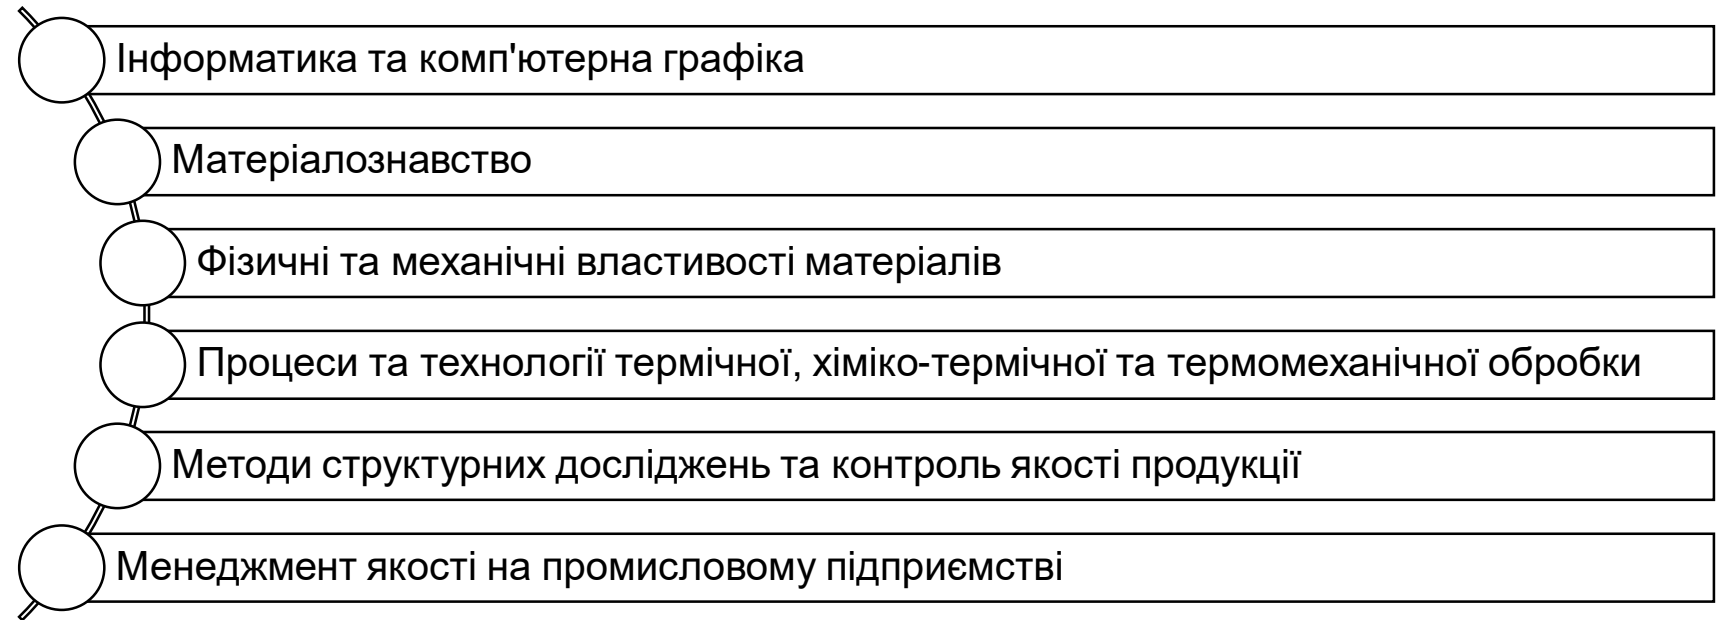 Інформатика та комп'ютерна графіка
Матеріалознавство
Фізичні та механічні властивості матеріалів
Процеси та технології термічної, хіміко-термічної та термомеханічної обробки
Методи структурних досліджень та контроль якості продукції
Менеджмент якості на промисловому підприємстві